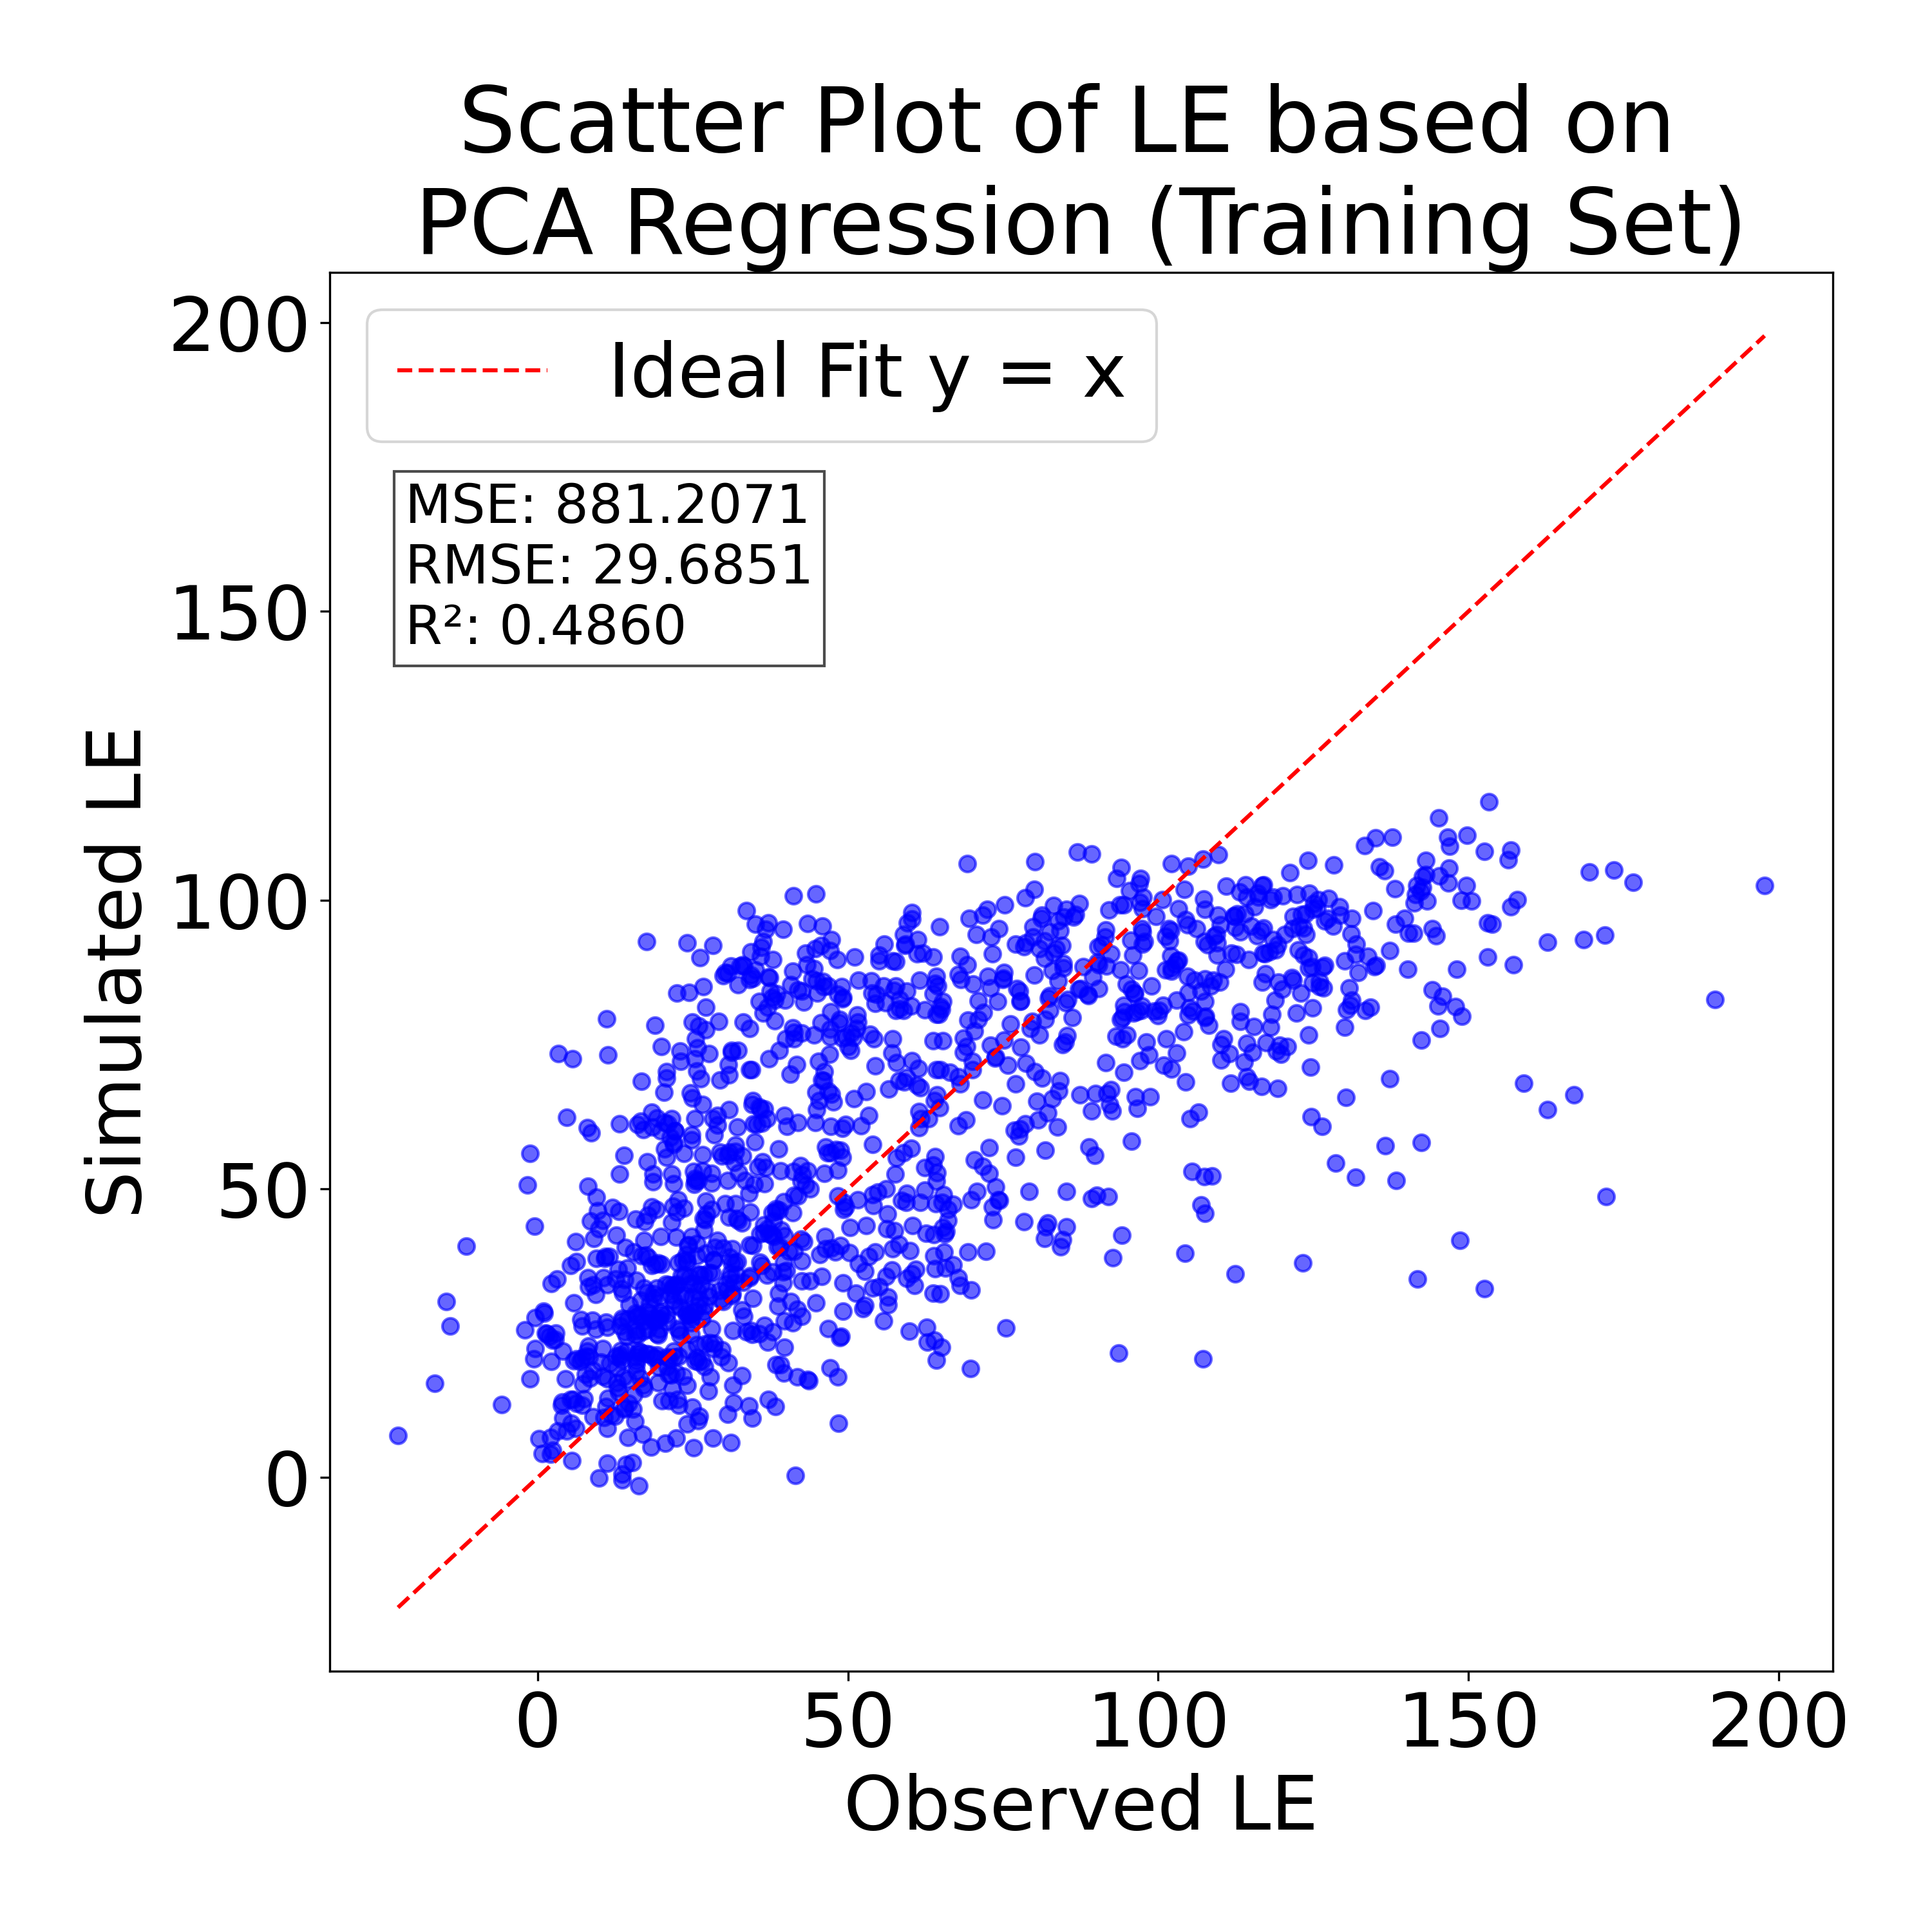 Scatter Plot of LE based on
PCA Regression (Training Set)
Ideal Fit y = x
MSE: 881.2071
RMSE: 29.6851
R²: 0.4860
200
150
100
50
0
Simulated LE
0 50 100 150 200
Observed LE